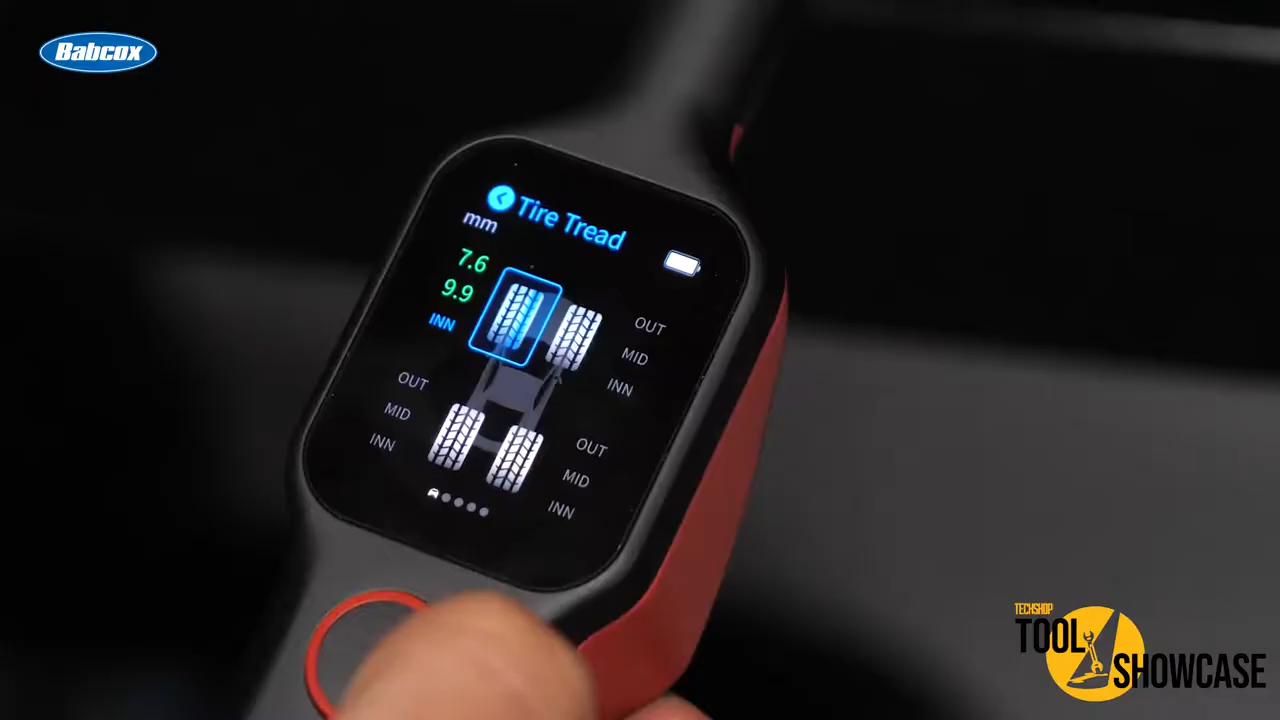 Babcox
Tire Tread
mm
7.6
9.9
INN
OUT
MID
INN
OUT
MID
INN
OUT
MID
INN
TECHSHOP
TOOL
SHOWCASE